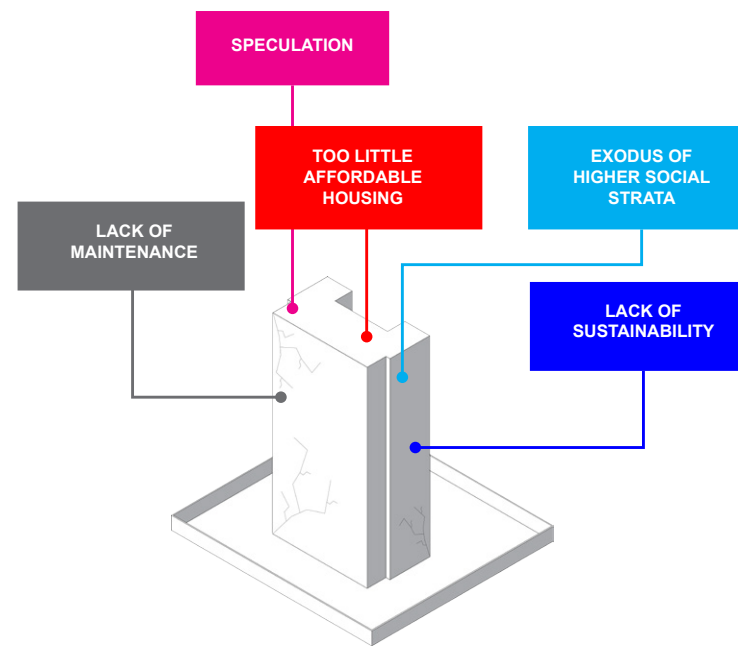 SPECULATION
TOO LITTLE
AFFORDABLE
HOUSING
EXODUS OF
HIGHER SOCIAL
STRATA
LACK OF
MAINTENANCE
LACK OF
SUSTAINABILITY